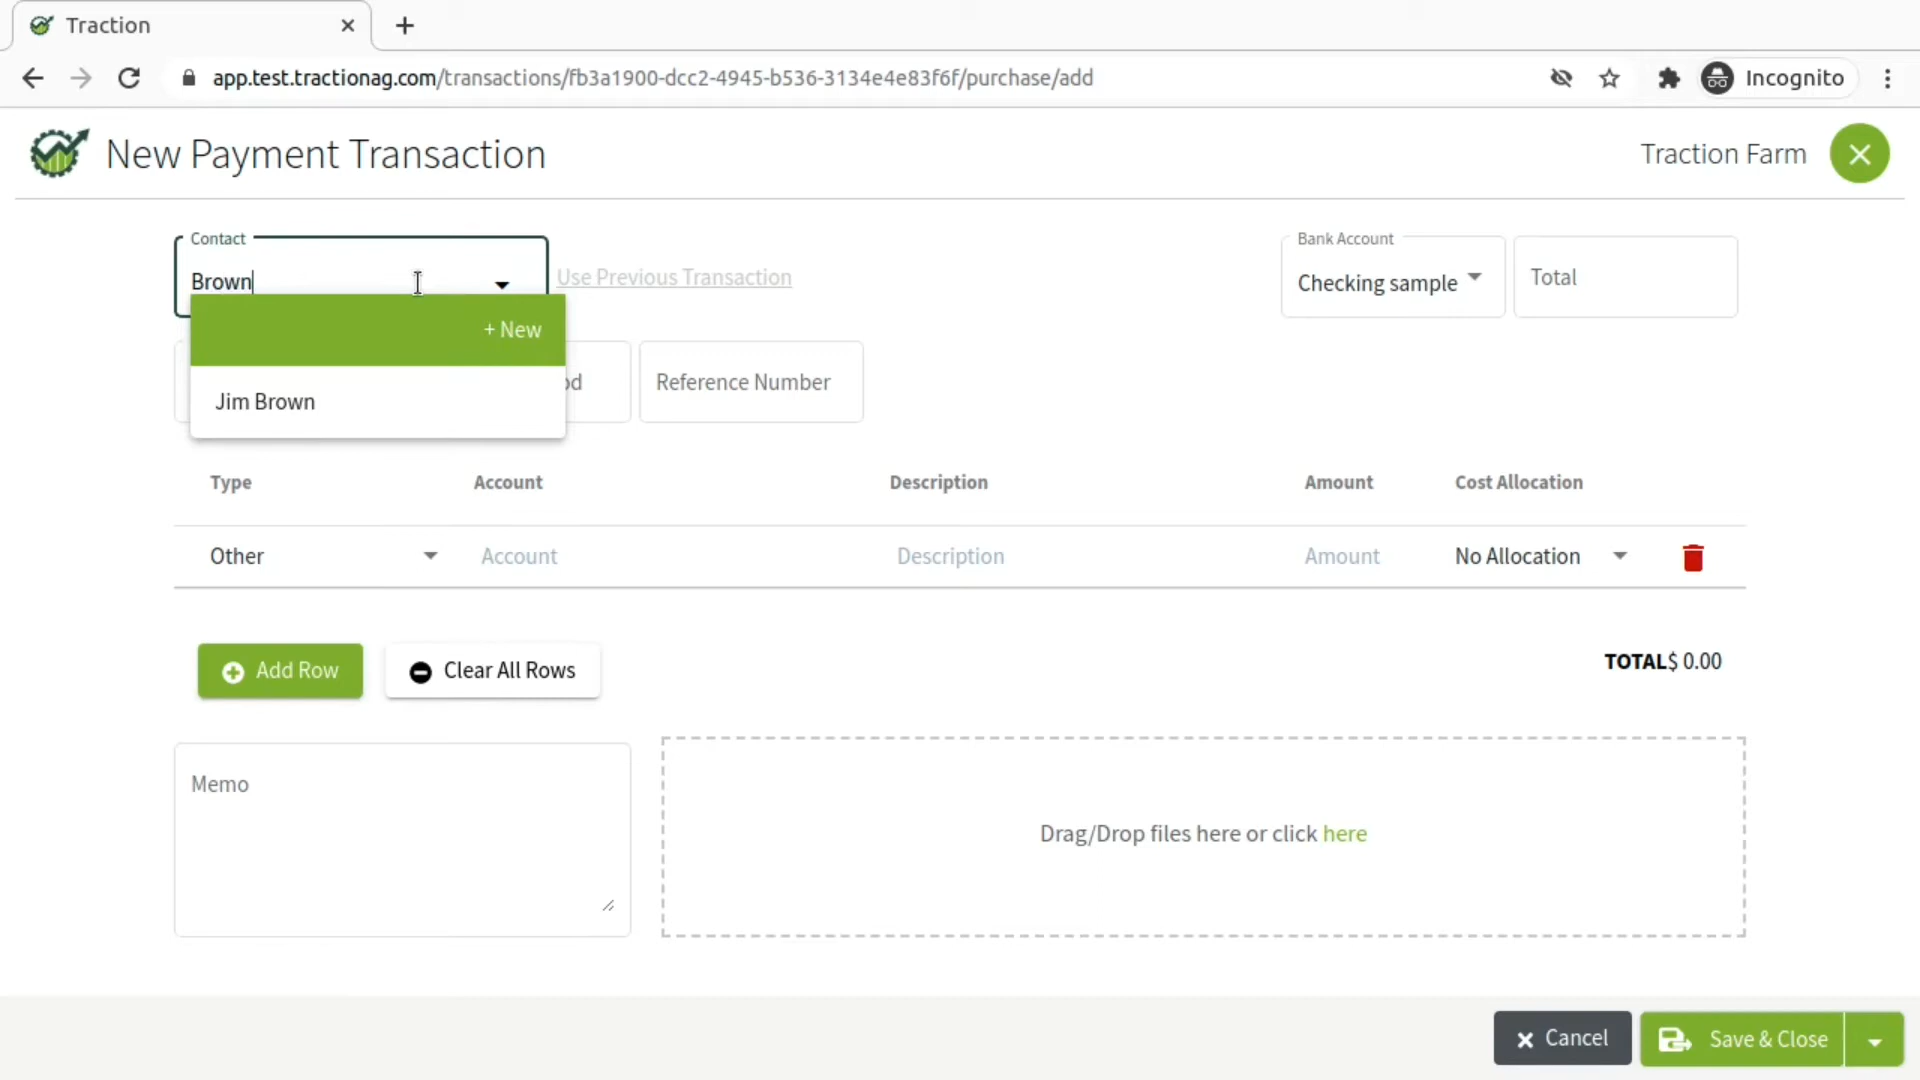 Traction
app.test.tractionag.com/transactions/fb3a1900-dcc2-4945-b536-3134e4e83f6f/purchase/add
Incognito
New Payment Transaction
Traction Farm
Contact
Brown
Use Previous Transaction
Bank Account
Checking sample
Total
+ New
Jim Brown
od
Reference Number
Type Account Description Amount Cost Allocation
Other Account Description Amount No Allocation
Add Row
Clear All Rows
TOTAL$ 0.00
Memo
Drag/Drop files here or click here
Cancel
Save & Close